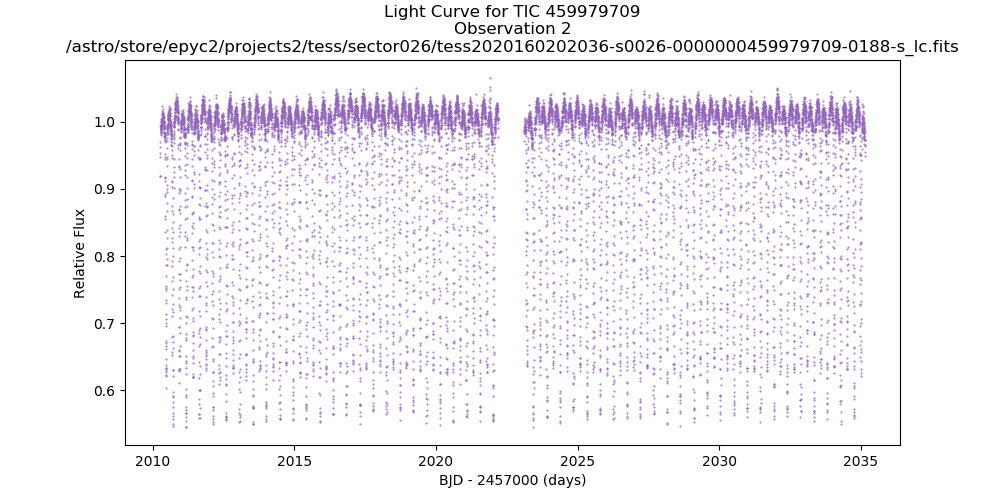 Light Curve for TIC 459979709
Observation 2
/astro/store/epyc2/projects2/tess/sector026/tess2020160202036-s0026-0000000459979709-0188-s_lc.fits
1.0
0.9
0.8
0.7
0.6
Relative Flux
2010 2015 2020 2025 2030 2035
BJD - 2457000 (days)